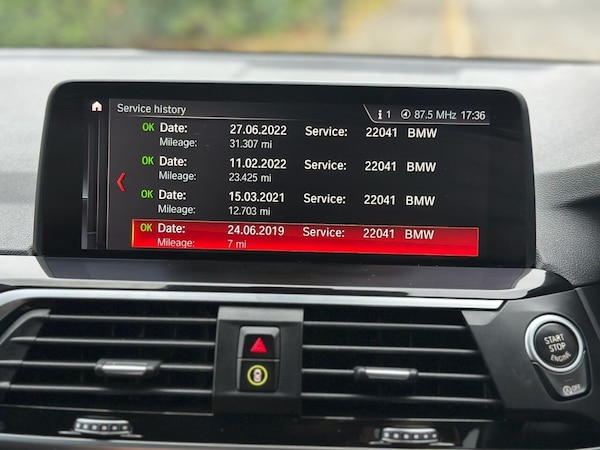 Service history
1 87.5 MHz 17:36
OK Date: 27.06.2022 Service: 22041 BMW
Mileage: 31.307 mi
OK Date: 11.02.2022 Service: 22041 BMW
Mileage: 23.425 mi
OK Date: 15.03.2021 Service: 22041 BMW
Mileage: 12.703 mi
OK Date: 24.06.2019 Service: 22041 BMW
Mileage: 7 mi
START
STOP
ENGINE
OFF